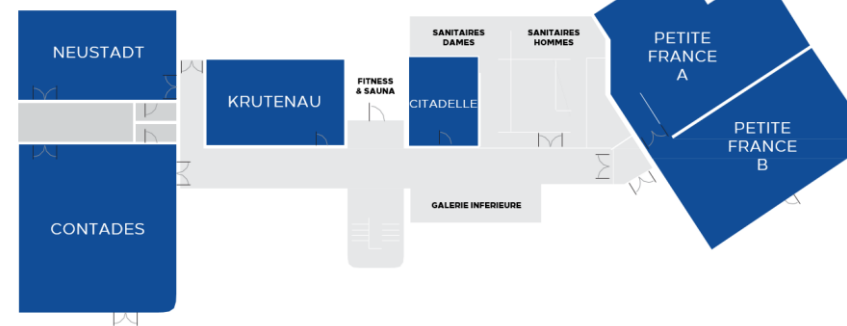 NEUSTADT
KRUTENAU
FITNESS
& SAUNA
SANITAIRES
DAMES
SANITAIRES
HOMMES
CITADELLE
PETITE
FRANCE
A
PETITE
FRANCE
B
CONTADES
GALERIE INFERIEURE